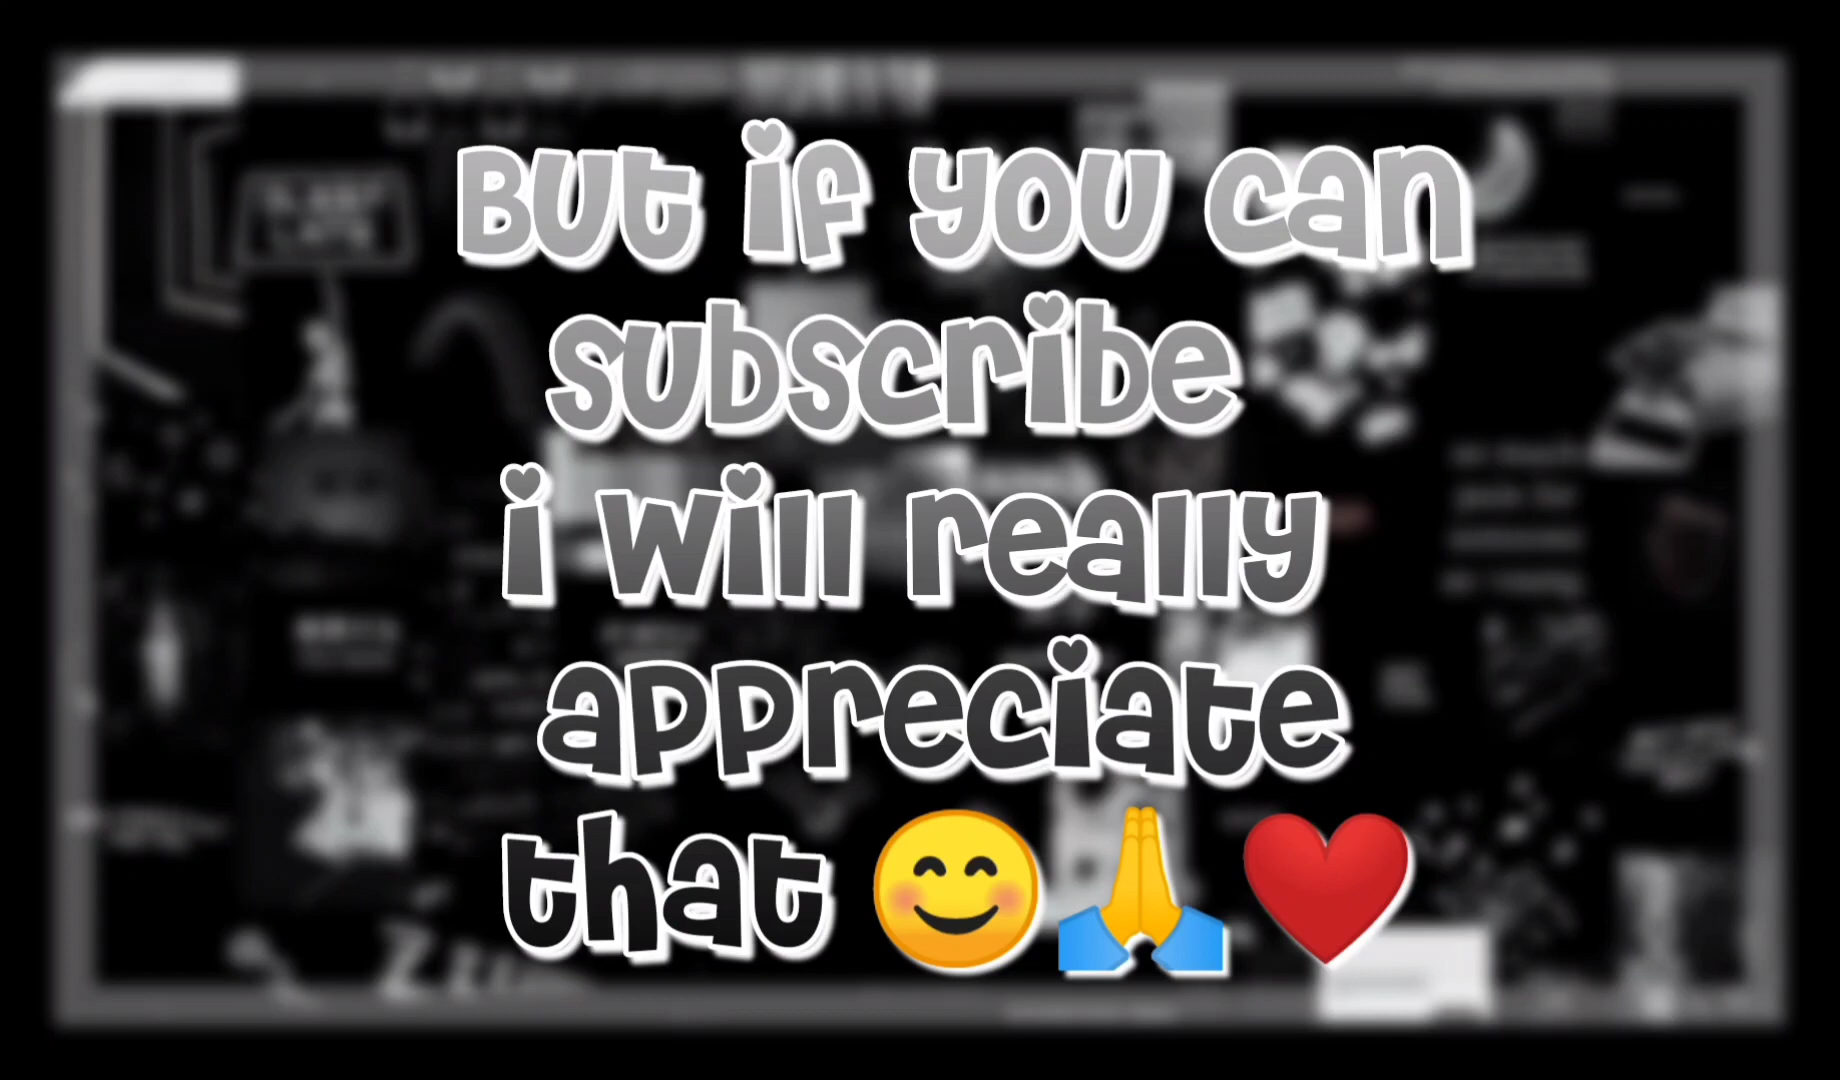 But if you can
subscribe
i will really
appreciate
that 😊🙏❤️